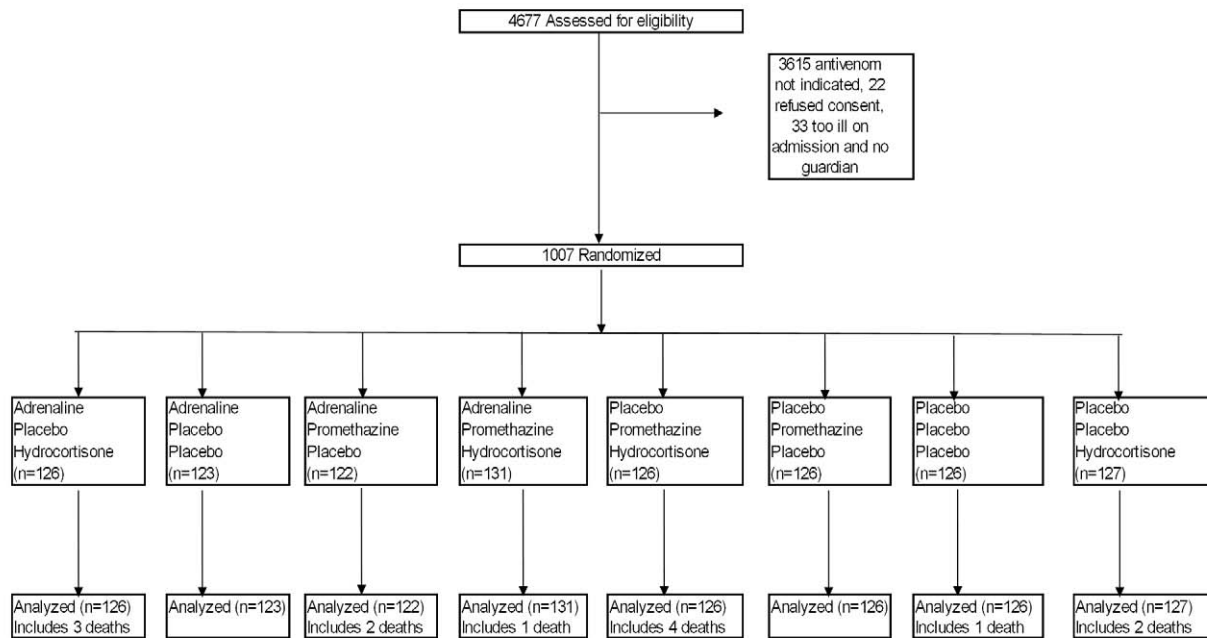 4677 Assessed for eligibility
3615 antivenom
not indicated, 22
refused consent,
33 too ill on
admission and no
guardian
1007 Randomized
Adrenaline
Placebo
Hydrocortisone
(n=126)
Adrenaline
Placebo
Placebo
(n=123)
Adrenaline
Promethazine
Placebo
(n=122)
Adrenaline
Promethazine
Hydrocortisone
(n=131)
Placebo
Promethazine
Hydrocortisone
(n=126)
Placebo
Promethazine
Placebo
(n=126)
Placebo
Placebo
Placebo
(n=126)
Placebo
Placebo
Hydrocortisone
(n=127)
Analyzed (n=126)
Includes 3 deaths
Analyzed (n=123)
Analyzed (n=122)
Includes 2 deaths
Analyzed (n=131)
Includes 1 death
Analyzed (n=126)
Includes 4 deaths
Analyzed (n=126)
Analyzed (n=126)
Includes 1 death
Analyzed (n=127)
Includes 2 deaths